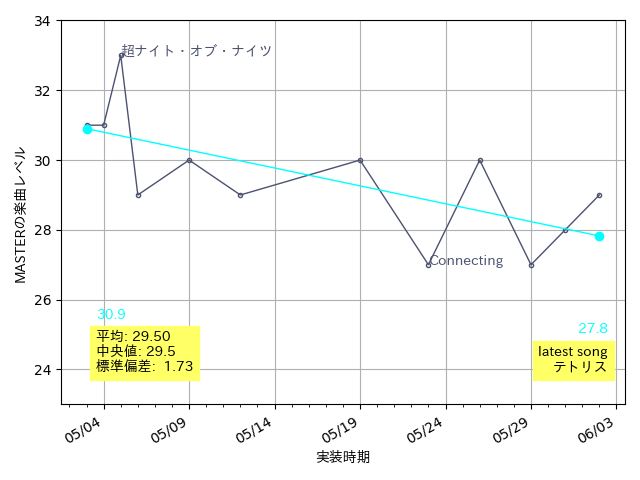 34
32
30
28
26
24
MASTERの楽曲レベル
超ナイト・オブ・ナイツ
Connecting
30.9
平均: 29.50
中央値: 29.5
標準偏差: 1.73
27.8
latest song
テトリス
05/04
05/09
05/14
05/19
05/24
05/29
06/03
実装時期